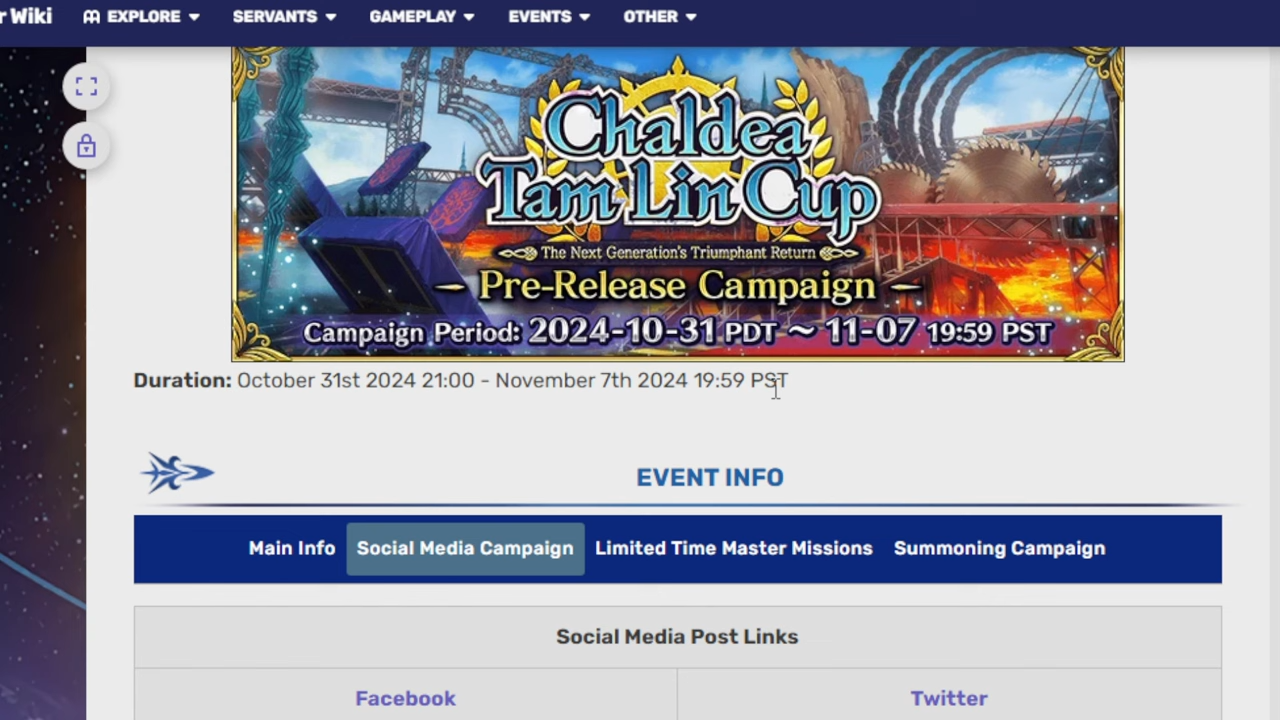 r Wiki EXPLORE SERVANTS GAMEPLAY EVENTS OTHER
Chaldea
Tam Lin Cup
The Next Generation's Triumphant Return
Pre-Release Campaign
Campaign Period: 2024-10-31 PDT ~ 11-07 19:59 PST
Duration: October 31st 2024 21:00 - November 7th 2024 19:59 PST
EVENT INFO
Main Info Social Media Campaign Limited Time Master Missions Summoning Campaign
Social Media Post Links
Facebook Twitter